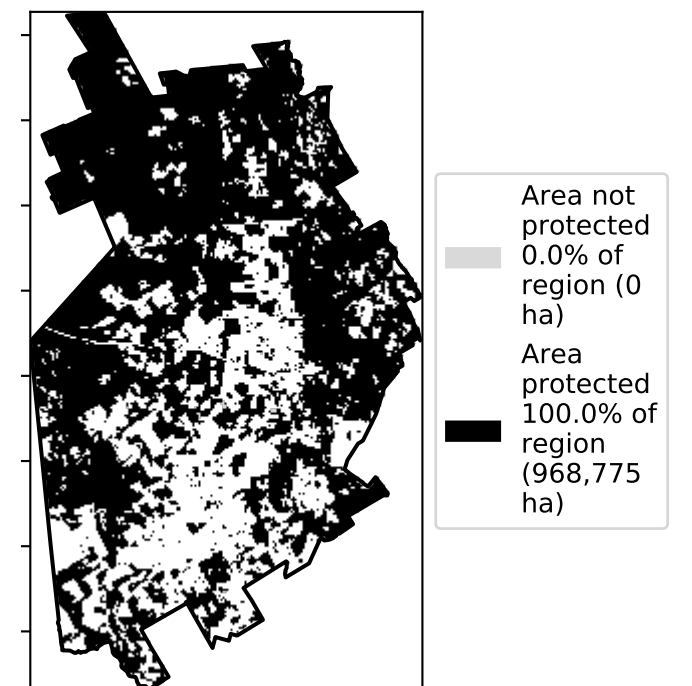 Area not
protected
0.0% of
region (0
ha)
Area
protected
100.0% of
region
(968,775
ha)